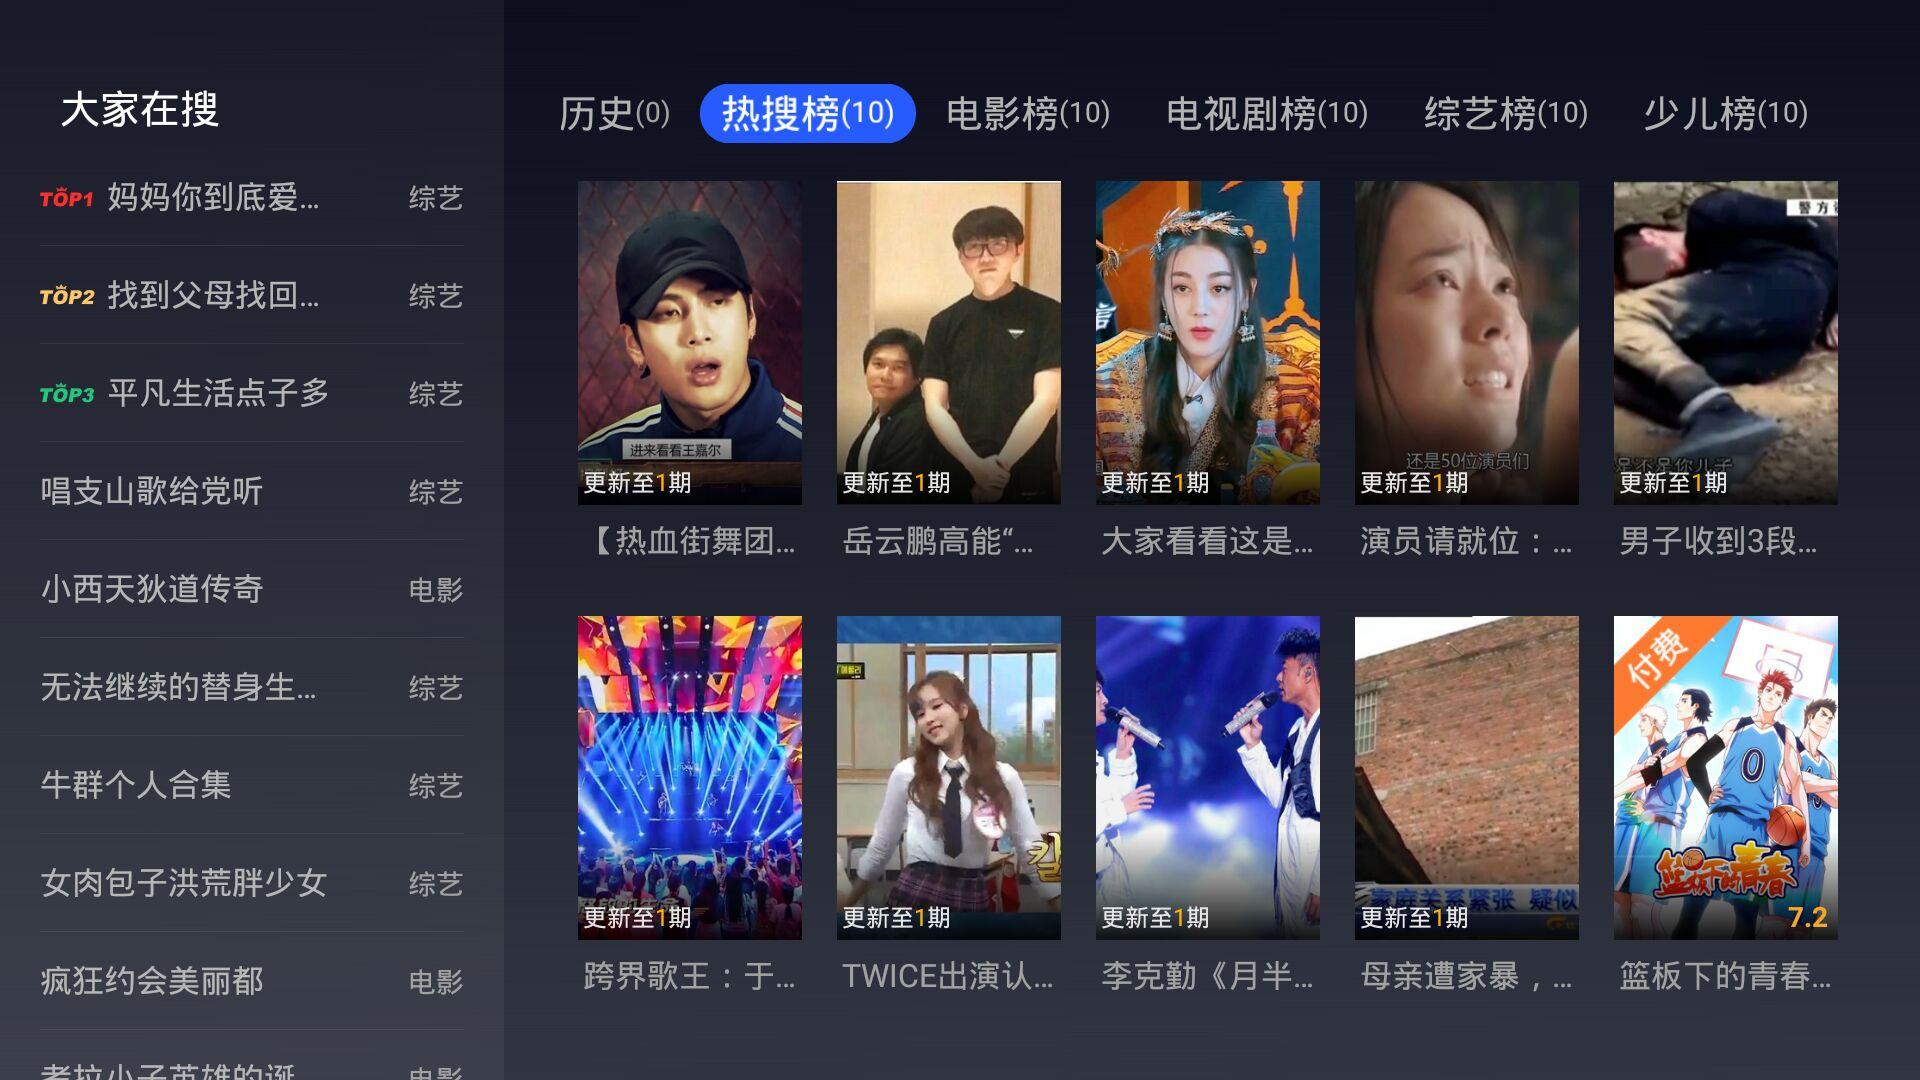 大家在搜
TOP1 妈妈你到底爱... 综艺
TOP2 找到父母找回... 综艺
TOP3 平凡生活点子多 综艺
唱支山歌给党听 综艺
小西天狄道传奇 电影
无法继续的替身生... 综艺
牛群个人合集 综艺
女肉包子洪荒胖少女 综艺
疯狂约会美丽都 电影
考拉小子英雄的诞 电影
历史(0) 热搜榜(10) 电影榜(10) 电视剧榜(10) 综艺榜(10) 少儿榜(10)
进来看看王嘉尔
更新至1期
【热血街舞团...
更新至1期
岳云鹏高能“...
更新至1期
大家看看这是...
还是50位演员们
更新至1期
演员请就位：...
警方
更新至1期
男子收到3段...
更新至1期
跨界歌王：于...
更新至1期
TWICE出演认...
更新至1期
李克勤《月半...
家庭关系紧张 疑似
更新至1期
母亲遭家暴，...
付费
0
篮板下的青春
7.2
篮板下的青春...